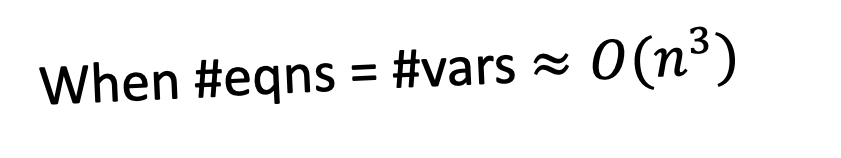 When #eqns = #vars ≈ 𝑂(𝑛³)